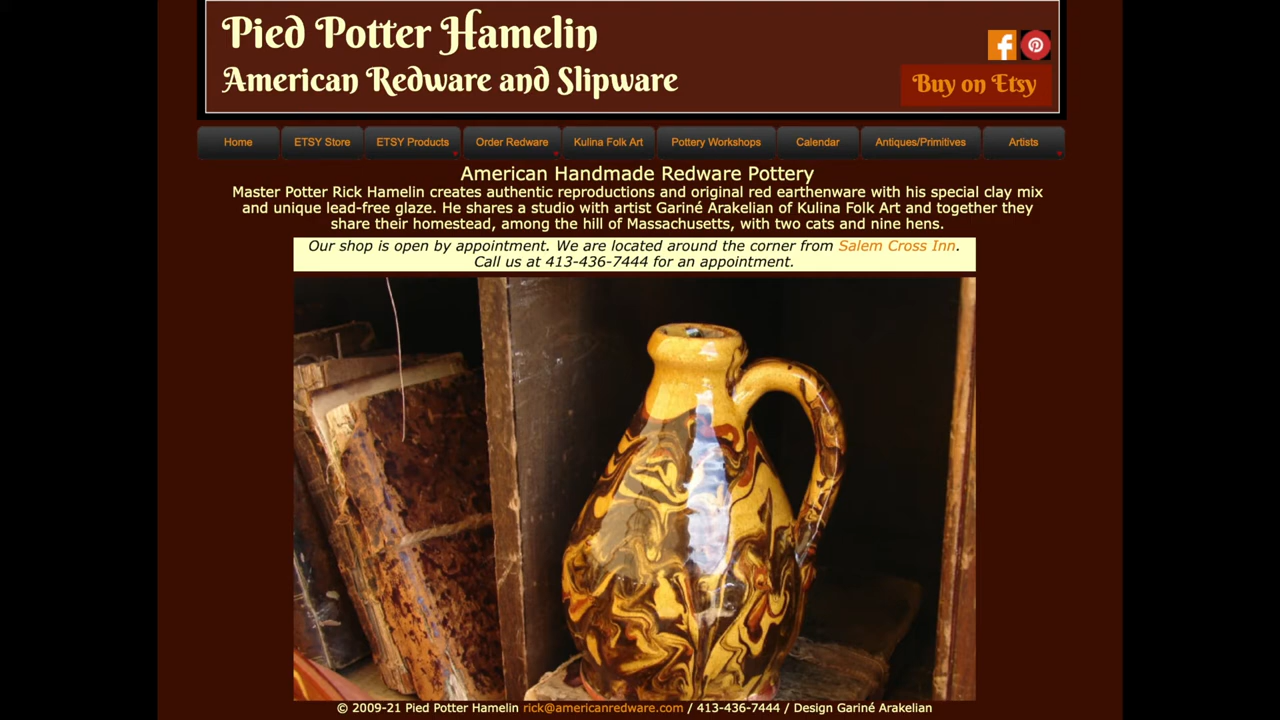 Pied Potter Hamelin
American Redware and Slipware
Buy on Etsy
Home ETSY Store ETSY Products Order Redware Kulina Folk Art Pottery Workshops Calendar Antiques/Primitives Artists
American Handmade Redware Pottery
Master Potter Rick Hamelin creates authentic reproductions and original red earthenware with his special clay mix
and unique lead-free glaze. He shares a studio with artist Gariné Arakelian of Kulina Folk Art and together they
share their homestead, among the hill of Massachusetts, with two cats and nine hens.
Our shop is open by appointment. We are located around the corner from Salem Cross Inn.
Call us at 413-436-7444 for an appointment.
© 2009-21 Pied Potter Hamelin rick@americanredware.com / 413-436-7444 / Design Gariné Arakelian